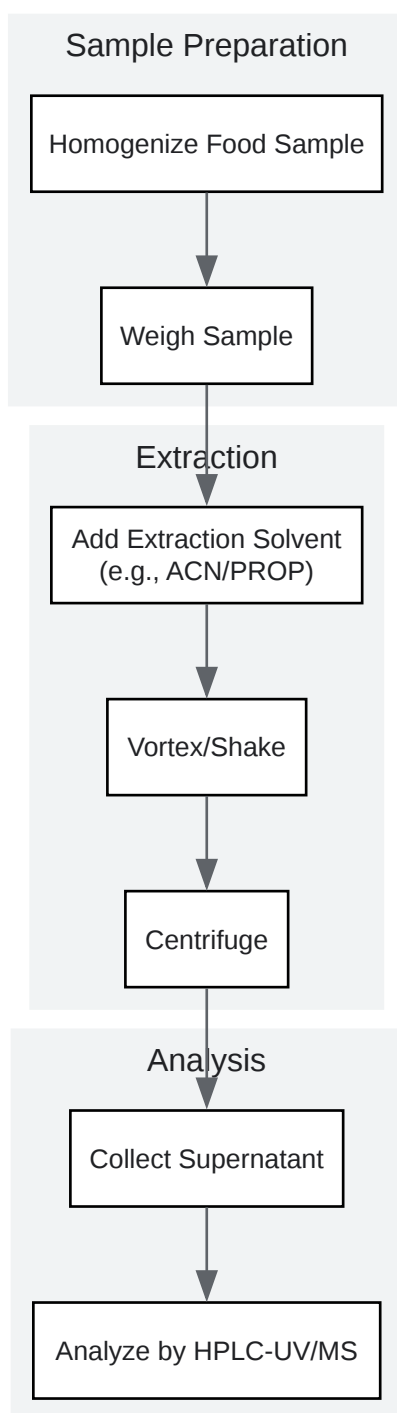 Sample Preparation
Homogenize Food Sample
Weigh Sample
Extraction
Add Extraction Solvent
(e.g., ACN/PROP)
Vortex/Shake
Centrifuge
Analysis
Collect Supernatant
Analyze by HPLC-UV/MS